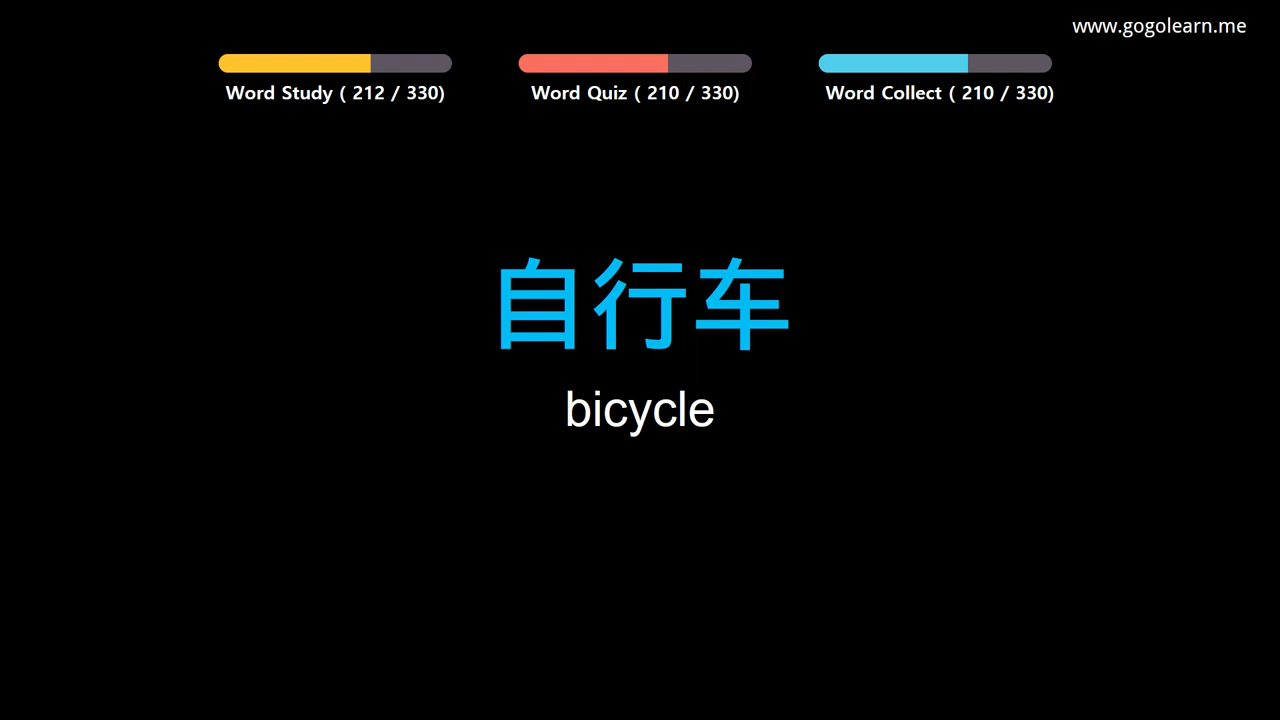 www.gogolearn.me
Word Study ( 212 / 330)
Word Quiz ( 210 / 330)
Word Collect ( 210 / 330)
自行车
bicycle